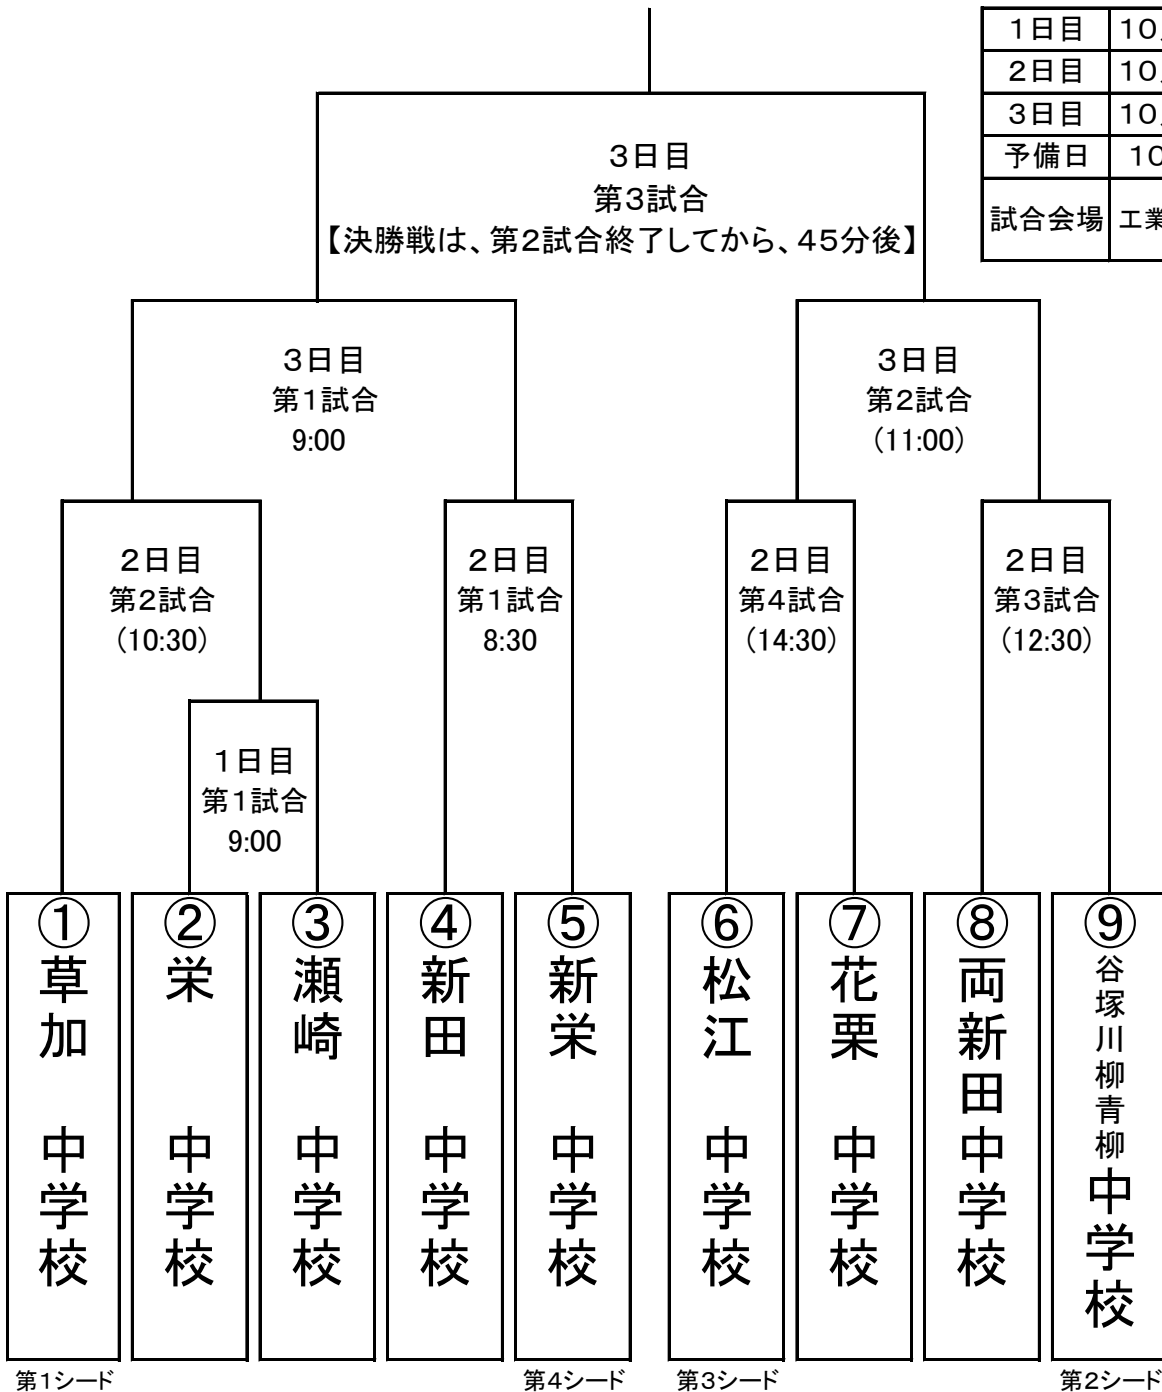 1日目 10
2日目 10
3日目 10
予備日 10
試合会場 工業
3日目
第3試合
【決勝戦は、第2試合終了してから、45分後】
3日目
第1試合
9:00
3日目
第2試合
(11:00)
2日目
第2試合
(10:30)
2日目
第1試合
8:30
2日目
第4試合
(14:30)
2日目
第3試合
(12:30)
1日目
第1試合
9:00
①草加 中学校
②栄 中学校
③瀬崎 中学校
④新田 中学校
⑤新栄 中学校
⑥松江 中学校
⑦花栗 中学校
⑧両新田中学校
⑨谷塚川柳青柳中学校
第1シード
第4シード
第3シード
第2シード